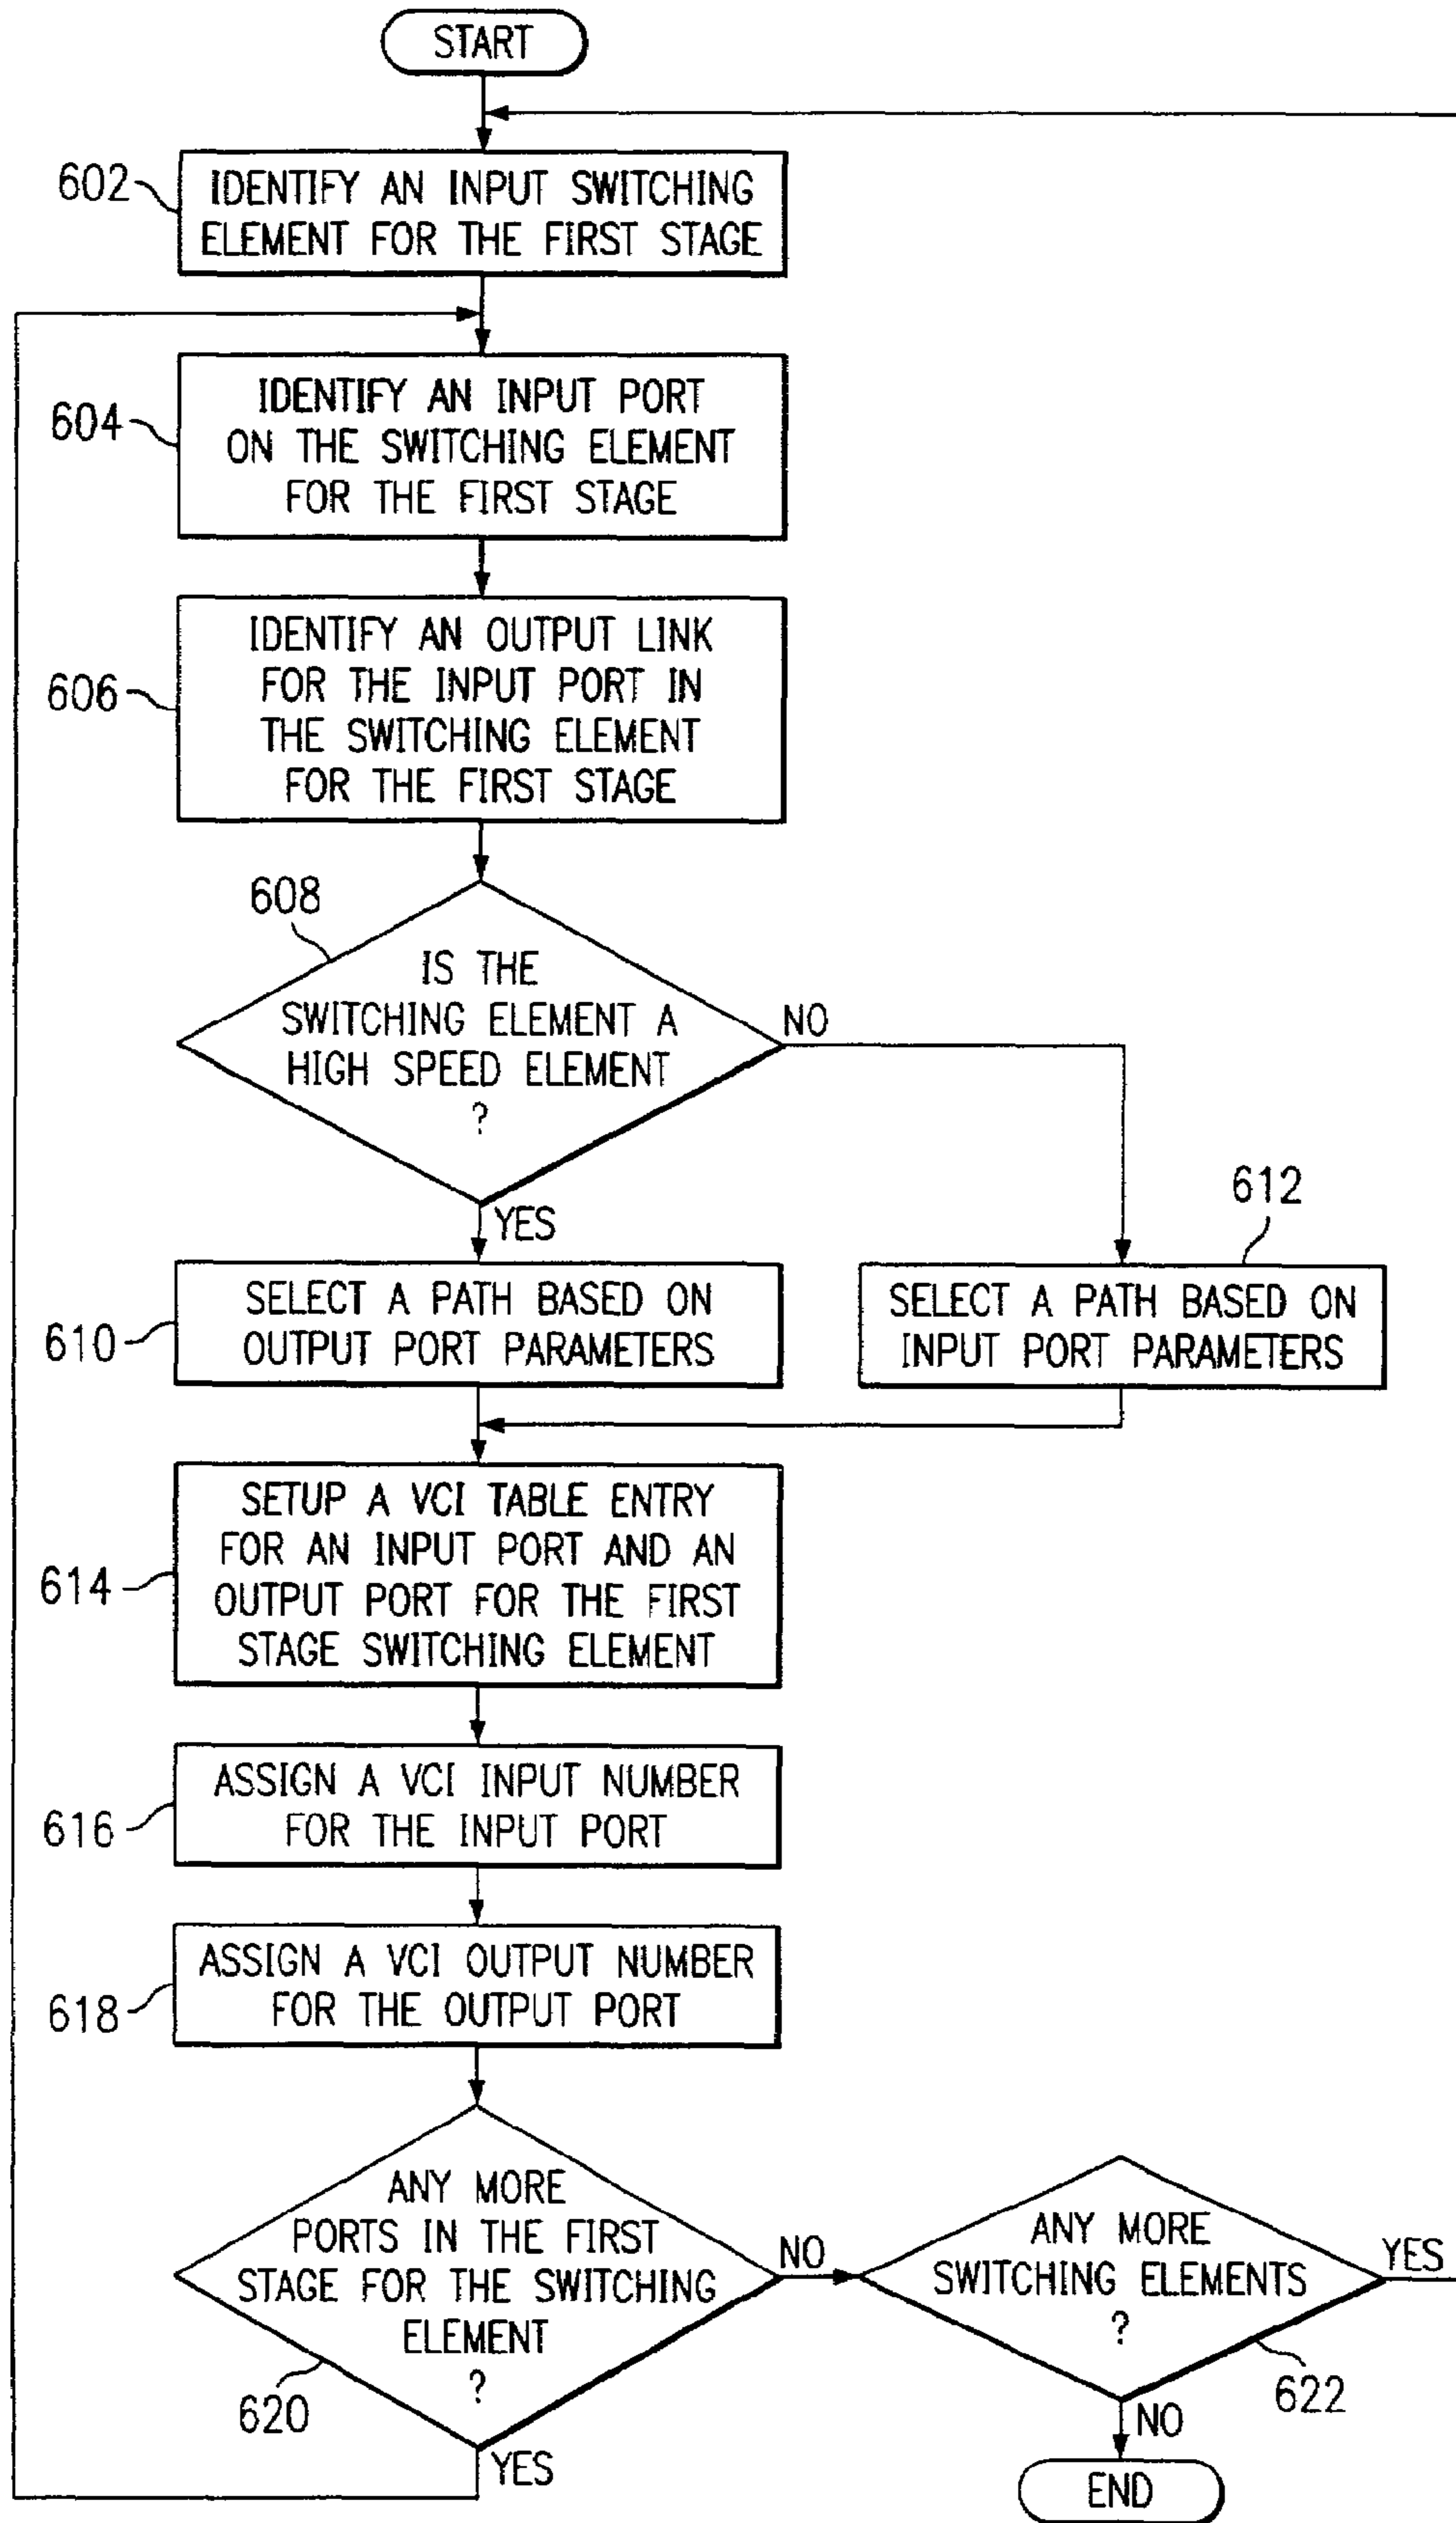 START
602
IDENTIFY AN INPUT SWITCHING
ELEMENT FOR THE FIRST STAGE
604
IDENTIFY AN INPUT PORT
ON THE SWITCHING ELEMENT
FOR THE FIRST STAGE
606
IDENTIFY AN OUTPUT LINK
FOR THE INPUT PORT IN
THE SWITCHING ELEMENT
FOR THE FIRST STAGE
608
IS THE
SWITCHING ELEMENT A
HIGH SPEED ELEMENT
?
NO
YES
612
610
SELECT A PATH BASED ON
OUTPUT PORT PARAMETERS
SELECT A PATH BASED ON
INPUT PORT PARAMETERS
614
SETUP A VCI TABLE ENTRY
FOR AN INPUT PORT AND AN
OUTPUT PORT FOR THE FIRST
STAGE SWITCHING ELEMENT
616
ASSIGN A VCI INPUT NUMBER
FOR THE INPUT PORT
618
ASSIGN A VCI OUTPUT NUMBER
FOR THE OUTPUT PORT
ANY MORE
PORTS IN THE FIRST
STAGE FOR THE SWITCHING
ELEMENT
?
620
NO
YES
ANY MORE
SWITCHING ELEMENTS
?
YES
622
NO
END